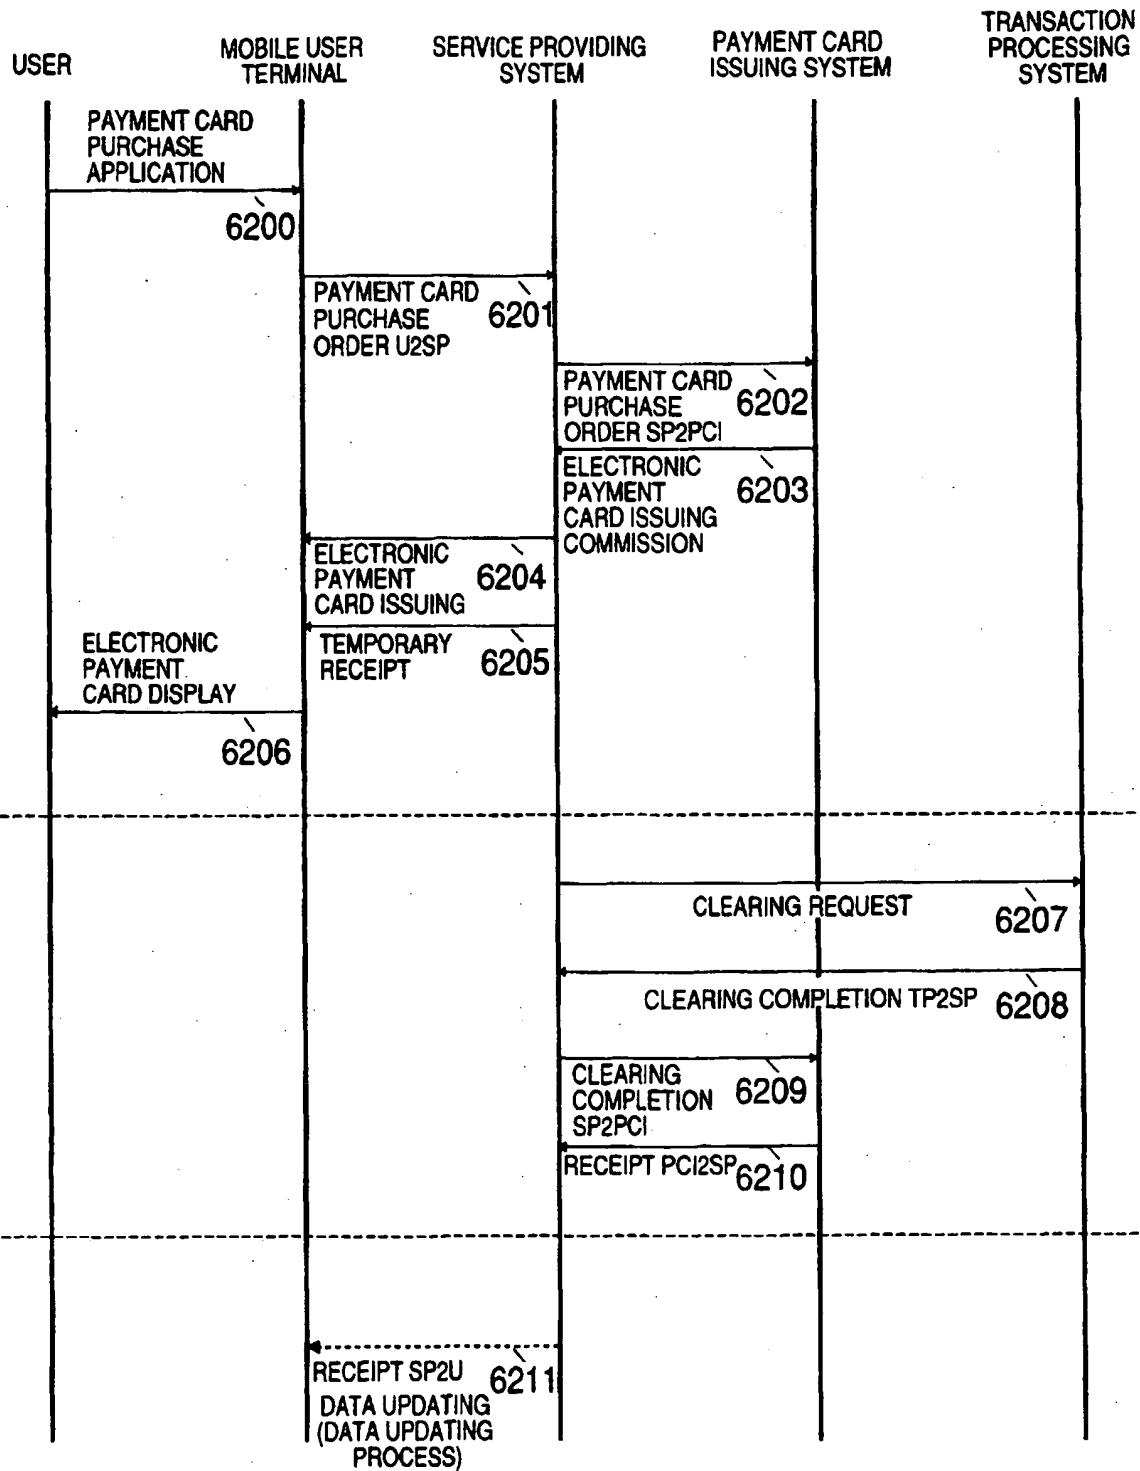 USER
MOBILE USER
TERMINAL
SERVICE PROVIDING
SYSTEM
PAYMENT CARD
ISSUING SYSTEM
TRANSACTION
PROCESSING
SYSTEM
PAYMENT CARD
PURCHASE
APPLICATION
6200
PAYMENT CARD
PURCHASE
ORDER U2SP
6201
PAYMENT CARD
PURCHASE
ORDER SP2PCI
6202
ELECTRONIC
PAYMENT
CARD ISSUING
COMMISSION
6203
ELECTRONIC
PAYMENT
CARD ISSUING
6204
TEMPORARY
RECEIPT
6205
ELECTRONIC
PAYMENT
CARD DISPLAY
6206
CLEARING REQUEST
6207
CLEARING COMPLETION TP2SP
6208
CLEARING
COMPLETION
SP2PCI
6209
RECEIPT PCI2SP
6210
RECEIPT SP2U
6211
DATA UPDATING
(DATA UPDATING
PROCESS)